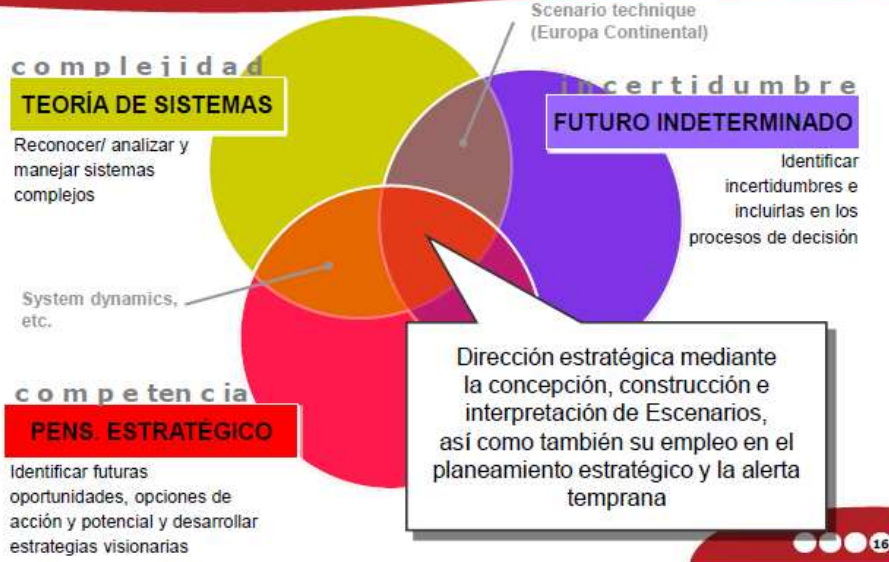 Scenario technique
(Europa Continental)
complejidad
TEORÍA DE SISTEMAS
Reconocer/ analizar y
manejar sistemas
complejos
incertidumbre
FUTURO INDETERMINADO
Identificar
incertidumbres e
incluirlas en los
procesos de decisión
System dynamics,
etc.
competencia
PENS. ESTRATÉGICO
Identificar futuras
oportunidades, opciones de
acción y potencial y desarrollar
estrategias visionarias
Dirección estratégica mediante
la concepción, construcción e
interpretación de Escenarios,
así como también su empleo en el
planeamiento estratégico y la alerta
temprana
16